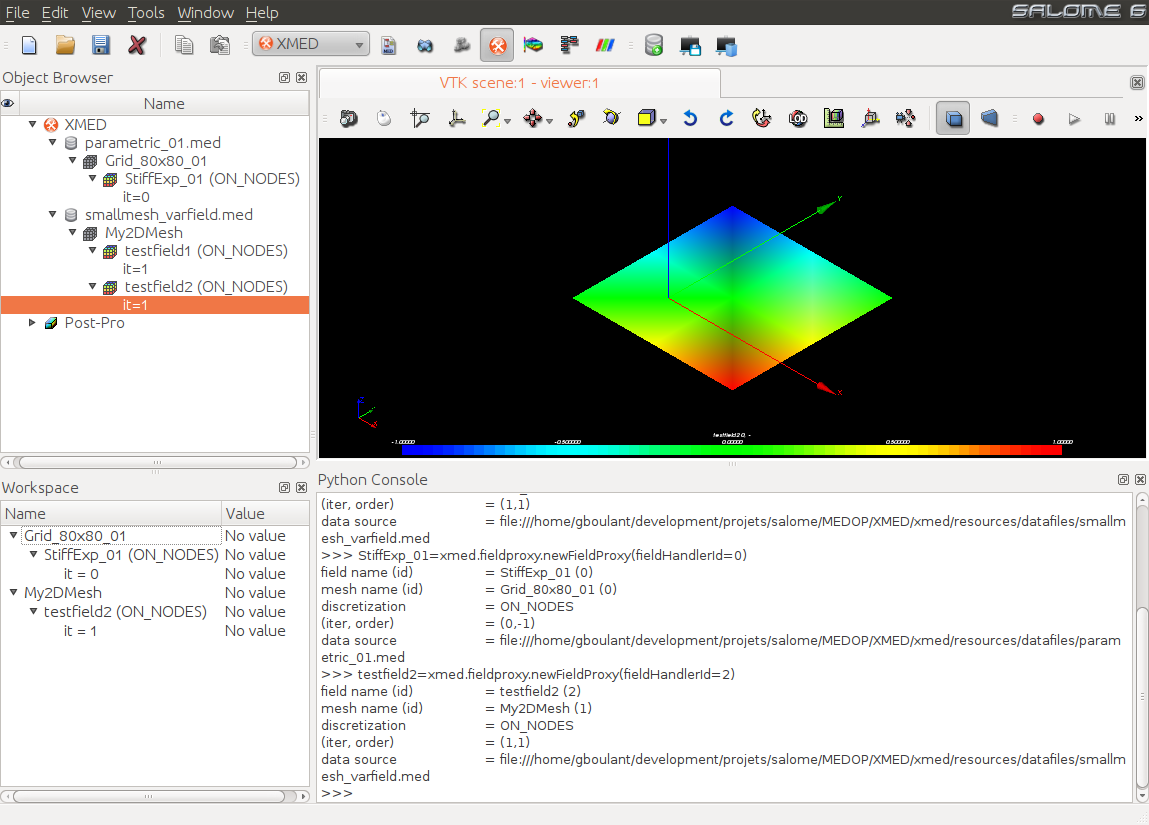 File Edit View Tools Window Help
SALOME 6
XMED
Object Browser
Name
XMED
parametric_01.med
Grid_80x80_01
StiffExp_01 (ON_NODES)
it=0
smallmesh_varfield.med
My2DMesh
testfield1 (ON_NODES)
it=1
testfield2 (ON_NODES)
it=1
Post-Pro
VTK scene:1 - viewer:1
LOD
»
Y
X
testfield2 0, -
-1.00000 -0.500000 0.00000 0.500000 1.00000
Workspace
Name Value
Grid_80x80_01 No value
StiffExp_01 (ON_NODES) No value
it = 0 No value
My2DMesh No value
testfield2 (ON_NODES) No value
it = 1 No value
Python Console
(iter, order) = (1,1)
data source = file:///home/gboulant/development/projets/salome/MEDOP/XMED/xmed/resources/datafiles/smallm
esh_varfield.med
>>> StiffExp_01=xmed.fieldproxy.newFieldProxy(fieldHandlerId=0)
field name (id) = StiffExp_01 (0)
mesh name (id) = Grid_80x80_01 (0)
discretization = ON_NODES
(iter, order) = (0,-1)
data source = file:///home/gboulant/development/projets/salome/MEDOP/XMED/xmed/resources/datafiles/param
etric_01.med
>>> testfield2=xmed.fieldproxy.newFieldProxy(fieldHandlerId=2)
field name (id) = testfield2 (2)
mesh name (id) = My2DMesh (1)
discretization = ON_NODES
(iter, order) = (1,1)
data source = file:///home/gboulant/development/projets/salome/MEDOP/XMED/xmed/resources/datafiles/smallm
esh_varfield.med
>>>